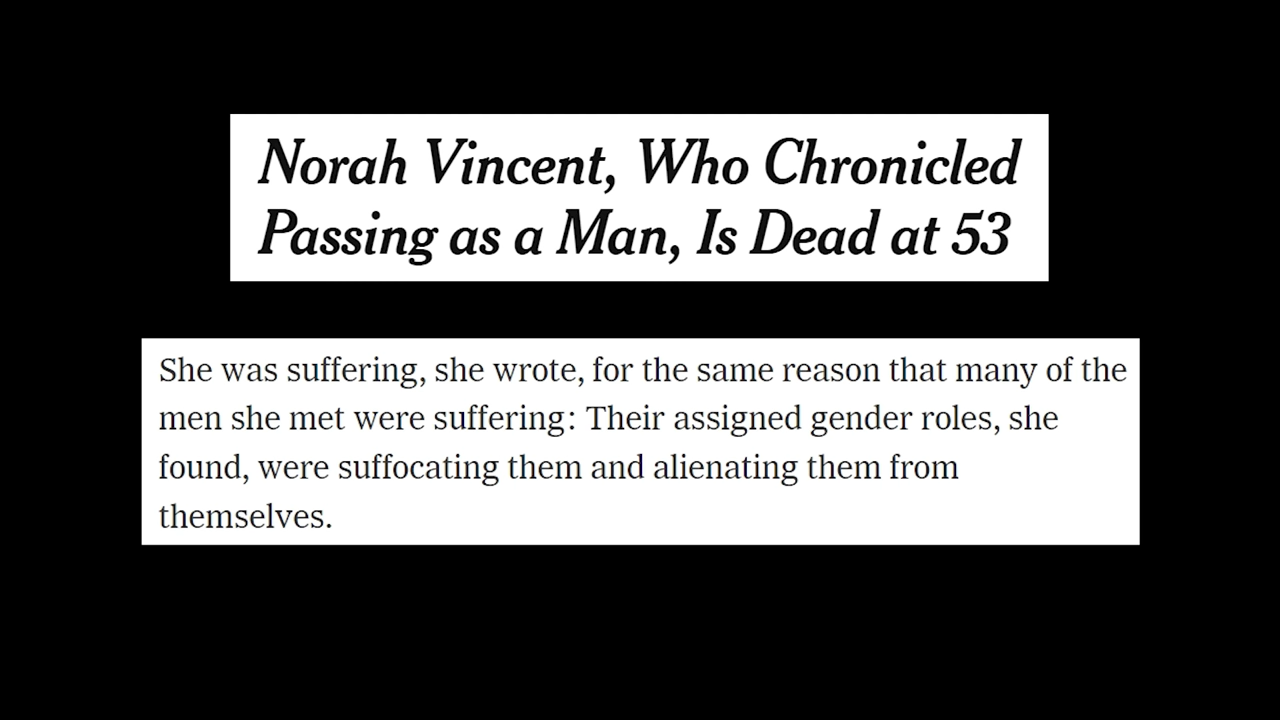 Norah Vincent, Who Chronicled
Passing as a Man, Is Dead at 53
She was suffering, she wrote, for the same reason that many of the
men she met were suffering: Their assigned gender roles, she
found, were suffocating them and alienating them from
themselves.